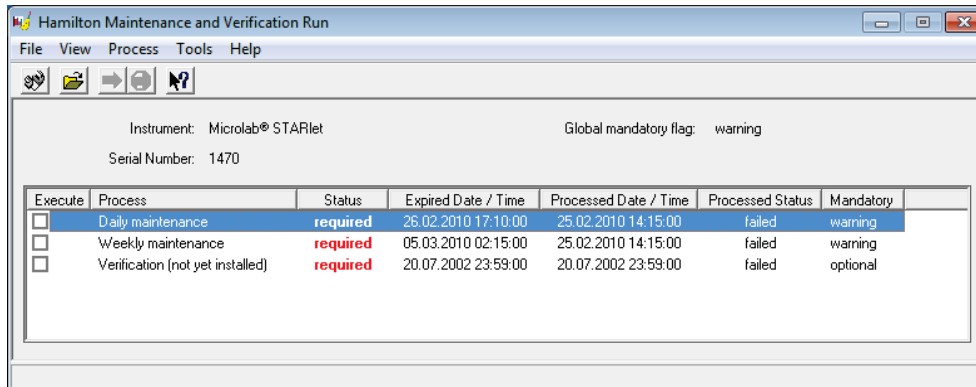 Hamilton Maintenance and Verification Run
File View Process Tools Help
Instrument: Microlab® STARlet Global mandatory flag: warning
Serial Number: 1470
Execute Process Status Expired Date / Time Processed Date / Time Processed Status Mandatory
Daily maintenance required 26.02.2010 17:10:00 25.02.2010 14:15:00 failed warning
Weekly maintenance required 05.03.2010 02:15:00 25.02.2010 14:15:00 failed warning
Verification (not yet installed) required 20.07.2002 23:59:00 20.07.2002 23:59:00 failed optional